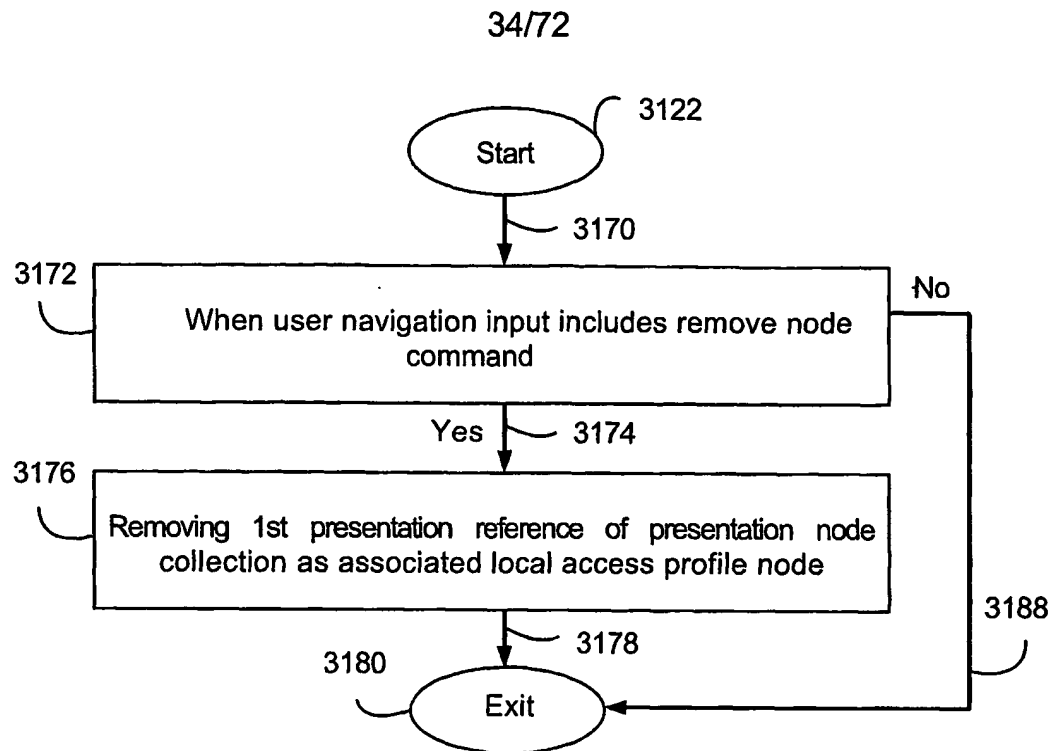 34/72
3122
Start
3170
3172
No
When user navigation input includes remove node
command
Yes
3174
3176
Removing 1st presentation reference of presentation node
collection as associated local access profile node
3178
3188
3180
Exit